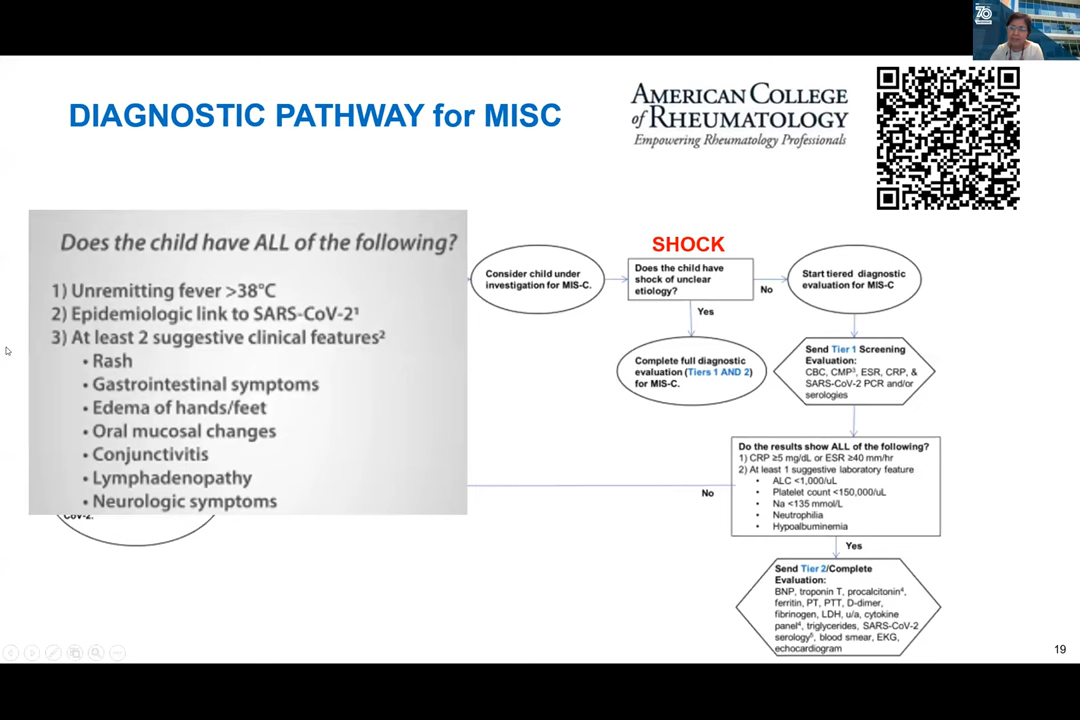 70
DIAGNOSTIC PATHWAY for MISC
AMERICAN COLLEGE
of RHEUMATOLOGY
Empowering Rheumatology Professionals
Does the child have ALL of the following?
1) Unremitting fever >38°C
2) Epidemiologic link to SARS-CoV-2¹
3) At least 2 suggestive clinical features²
• Rash
• Gastrointestinal symptoms
• Edema of hands/feet
• Oral mucosal changes
• Conjunctivitis
• Lymphadenopathy
• Neurologic symptoms
CoV-2.
Consider child under
investigation for MIS-C.
SHOCK
Does the child have
shock of unclear
etiology?
No
Yes
Start tiered diagnostic
evaluation for MIS-C
Complete full diagnostic
evaluation (Tiers 1 AND 2)
for MIS-C.
Send Tier 1 Screening
Evaluation:
CBC, CMP³, ESR, CRP, &
SARS-CoV-2 PCR and/or
serologies
Do the results show ALL of the following?
1) CRP ≥5 mg/dL or ESR ≥40 mm/hr
2) At least 1 suggestive laboratory feature
• ALC <1,000/uL
• Platelet count <150,000/uL
• Na <135 mmol/L
• Neutrophilia
• Hypoalbuminemia
No
Yes
Send Tier 2/Complete
Evaluation:
BNP, troponin T, procalcitonin⁴,
ferritin, PT, PTT, D-dimer,
fibrinogen, LDH, u/a, cytokine
panel⁴, triglycerides, SARS-CoV-2
serology⁵, blood smear, EKG,
echocardiogram
19